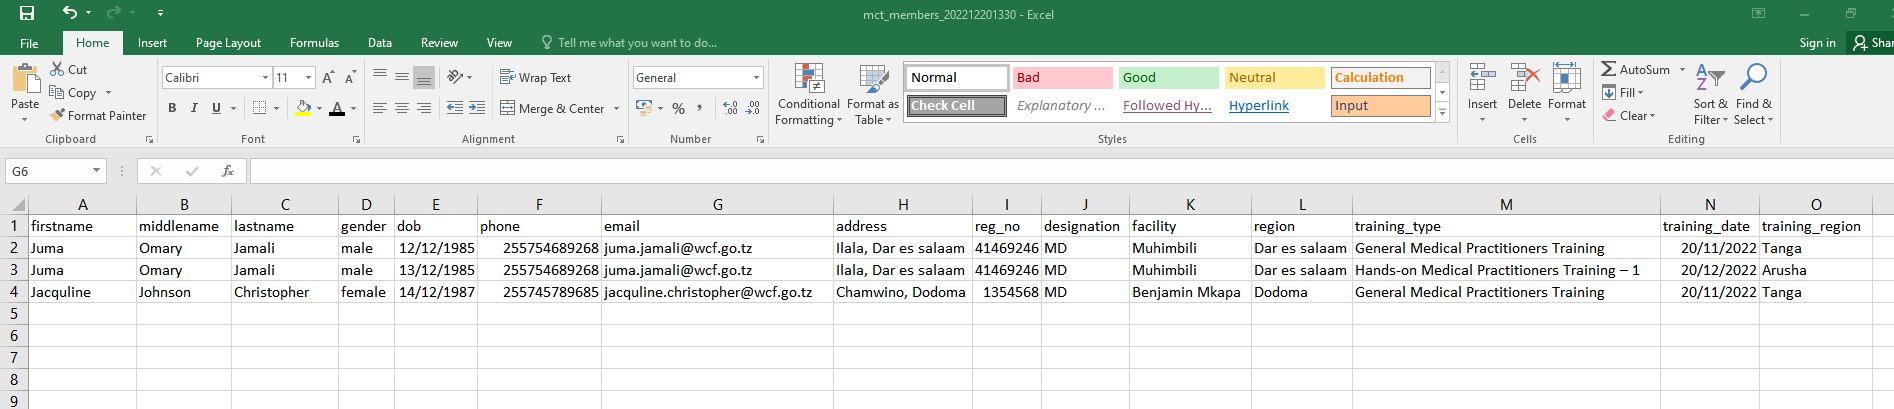 mct_members_202212201330 - Excel
File Home Insert Page Layout Formulas Data Review View Tell me what you want to do... Sign in Shar
Paste Cut Copy Format Painter Clipboard
Calibri 11 A A B I U A Font
Wrap Text Merge & Center Alignment
General % , .0 .00 .00 .0 Number
Conditional Formatting Format as Table
Normal Bad Good Neutral Calculation
Check Cell Explanatory ... Followed Hy... Hyperlink Input
Styles
Insert Delete Format Cells
AutoSum Fill Clear Sort & Filter Find & Select Editing
G6 fx
A B C D E F G H I J K L M N O
1 firstname middlename lastname gender dob phone email address reg_no designation facility region training_type training_date training_region
2 Juma Omary Jamali male 12/12/1985 255754689268 juma.jamali@wcf.go.tz Ilala, Dar es salaam 41469246 MD Muhimbili Dar es salaam General Medical Practitioners Training 20/11/2022 Tanga
3 Juma Omary Jamali male 13/12/1985 255754689268 juma.jamali@wcf.go.tz Ilala, Dar es salaam 41469246 MD Muhimbili Dar es salaam Hands-on Medical Practitioners Training – 1 20/12/2022 Arusha
4 Jacquline Johnson Christopher female 14/12/1987 255745789685 jacquline.christopher@wcf.go.tz Chamwino, Dodoma 1354568 MD Benjamin Mkapa Dodoma General Medical Practitioners Training 20/11/2022 Tanga
5
6
7
8
9